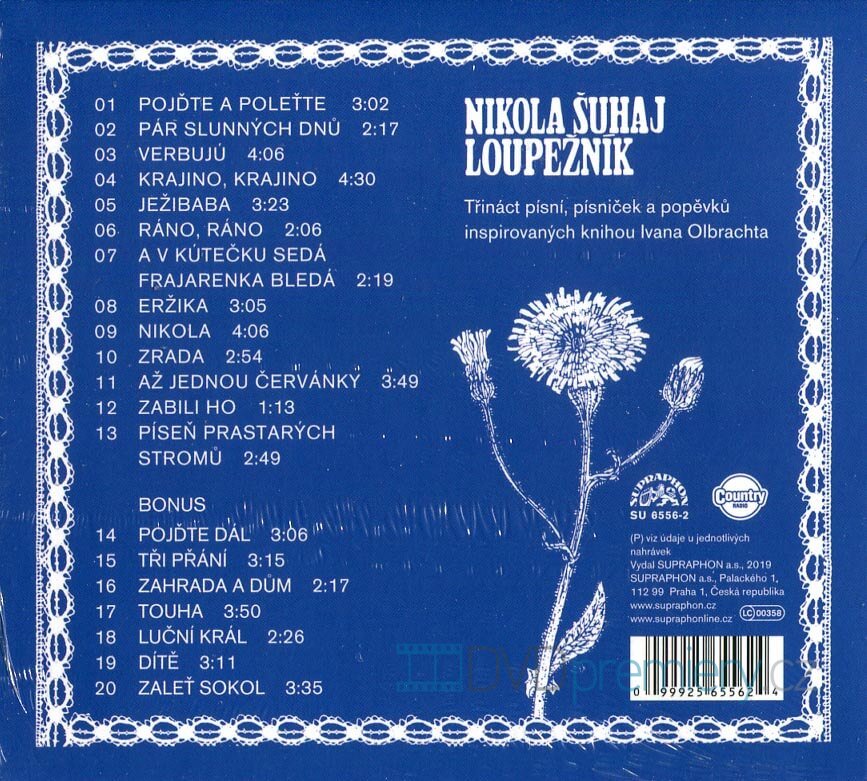 01 POJĎTE A POLEŤTE 3:02
02 PÁR SLUNNÝCH DNŮ 2:17
03 VERBUJÚ 4:06
04 KRAJINO, KRAJINO 4:30
05 JEŽIBABA 3:23
06 RÁNO, RÁNO 2:06
07 A V KÚTEČKU SEDÁ
FRAJARENKA BLEDÁ 2:19
08 ERŽIKA 3:05
09 NIKOLA 4:06
10 ZRADA 2:54
11 AŽ JEDNOU ČERVÁNKY 3:49
12 ZABILI HO 1:13
13 PÍSEŇ PRASTARÝCH
STROMŮ 2:49
BONUS
14 POJĎTE DÁL 3:06
15 TŘI PŘÁNÍ 3:15
16 ZAHRADA A DŮM 2:17
17 TOUHA 3:50
18 LUČNÍ KRÁL 2:26
19 DÍTĚ 3:11
20 ZALEŤ SOKOL 3:35
NIKOLA ŠUHAJ
LOUPEŽNÍK
Třináct písní, písniček a popěvků
inspirovaných knihou Ivana Olbrachta
SUPRAPHON
SU 6556-2
Country
RADIO
(P) viz údaje u jednotlivých
nahrávek
Vydal SUPRAPHON a.s., 2019
SUPRAPHON a.s., Palackého 1,
112 99 Praha 1, Česká republika
www.supraphon.cz
www.supraphonline.cz
LC 00358
0 99925 65562 4
DVDpremiery.cz